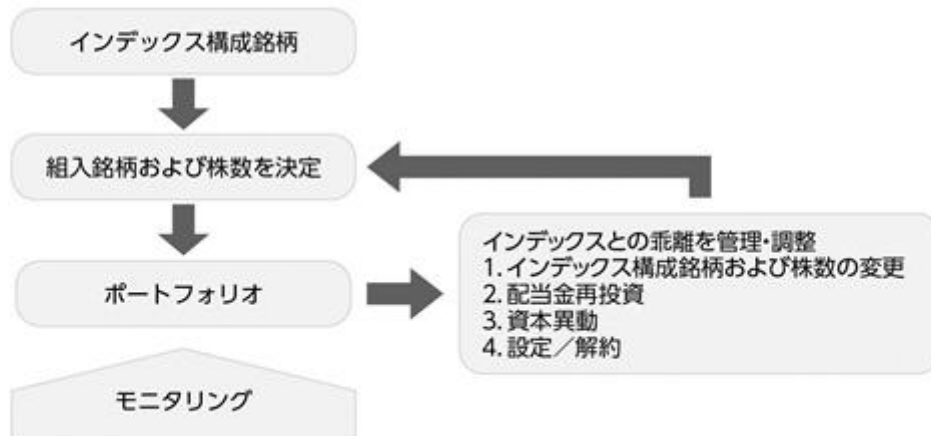 インデックス構成銘柄
組入銘柄および株数を決定
ポートフォリオ
インデックスとの乖離を管理・調整
1. インデックス構成銘柄および株数の変更
2. 配当金再投資
3. 資本異動
4. 設定／解約
モニタリング